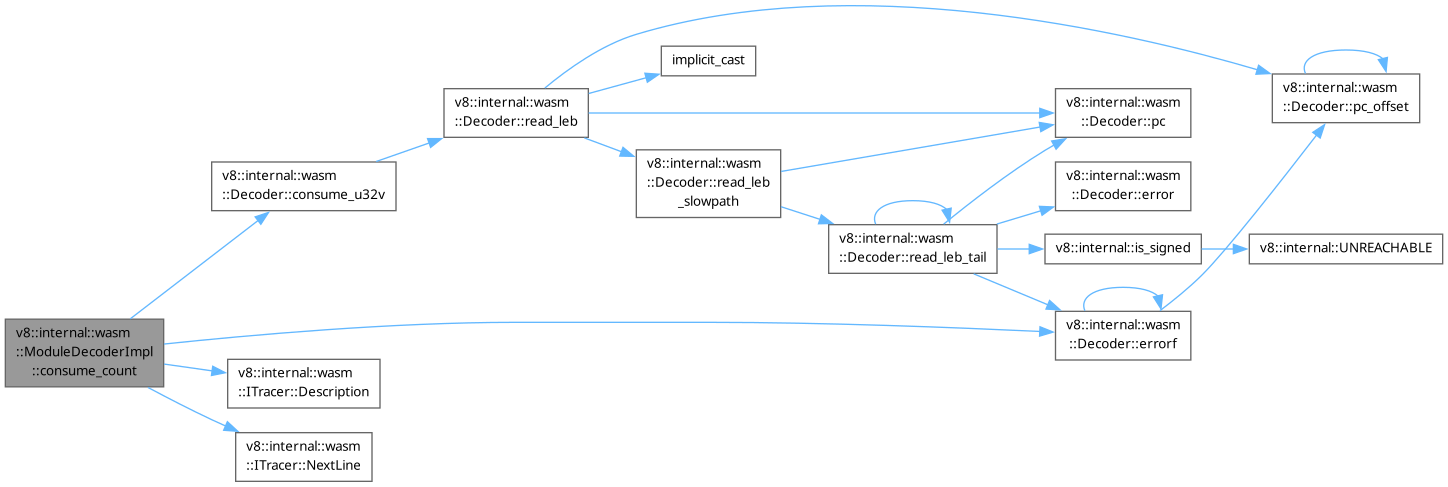 v8::internal::wasm
::ModuleDecoderImpl
::consume_count
v8::internal::wasm
::Decoder::consume_u32v
v8::internal::wasm
::Decoder::read_leb
implicit_cast
v8::internal::wasm
::Decoder::pc
v8::internal::wasm
::Decoder::pc_offset
v8::internal::wasm
::Decoder::read_leb
_slowpath
v8::internal::wasm
::Decoder::read_leb_tail
v8::internal::wasm
::Decoder::error
v8::internal::is_signed
v8::internal::UNREACHABLE
v8::internal::wasm
::Decoder::errorf
v8::internal::wasm
::ITracer::Description
v8::internal::wasm
::ITracer::NextLine